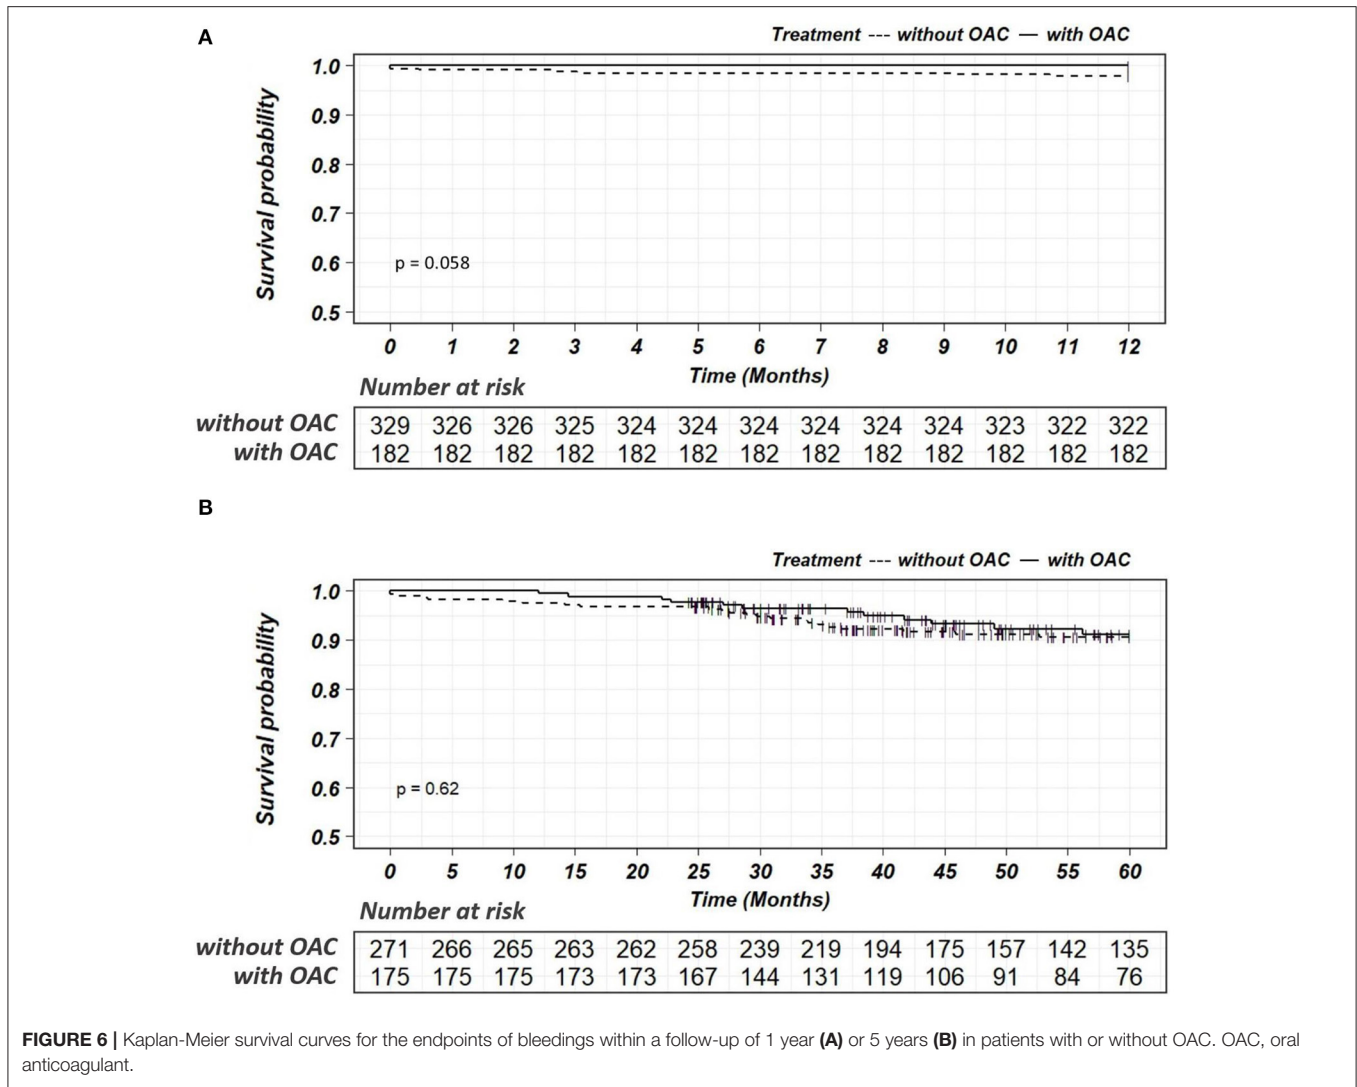 A
Treatment --- without OAC — with OAC
Survival probability
1.0
0.9
0.8
0.7
0.6
0.5
p = 0.058
0 1 2 3 4 5 6 7 8 9 10 11 12
Time (Months)
Number at risk
without OAC 329 326 326 325 324 324 324 324 324 324 323 322 322
with OAC 182 182 182 182 182 182 182 182 182 182 182 182 182
B
Treatment --- without OAC — with OAC
Survival probability
1.0
0.9
0.8
0.7
0.6
0.5
p = 0.62
0 5 10 15 20 25 30 35 40 45 50 55 60
Time (Months)
Number at risk
without OAC 271 266 265 263 262 258 239 219 194 175 157 142 135
with OAC 175 175 175 173 173 167 144 131 119 106 91 84 76
FIGURE 6 | Kaplan-Meier survival curves for the endpoints of bleedings within a follow-up of 1 year (A) or 5 years (B) in patients with or without OAC. OAC, oral
anticoagulant.